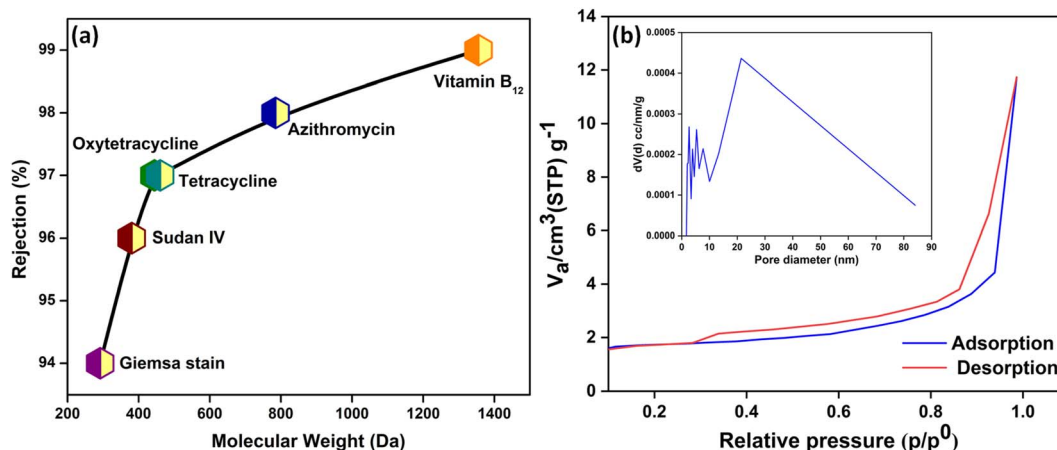 (a)
99
98
97
96
95
94
Rejection (%)
200
400
600
800
1000
1200
1400
Molecular Weight (Da)
Vitamin B12
Azithromycin
Oxytetracycline
Tetracycline
Sudan IV
Giemsa stain
(b)
12
10
8
6
4
2
0
Va/cm3(STP) g-1
0.2
0.4
0.6
0.8
1.0
Relative pressure (p/p0)
0.0005
0.0004
0.0003
0.0002
0.0001
0.0000
dV(d) cc/nm/g
0
10
20
30
40
50
60
70
80
90
Pore diameter (nm)
Adsorption
Desorption